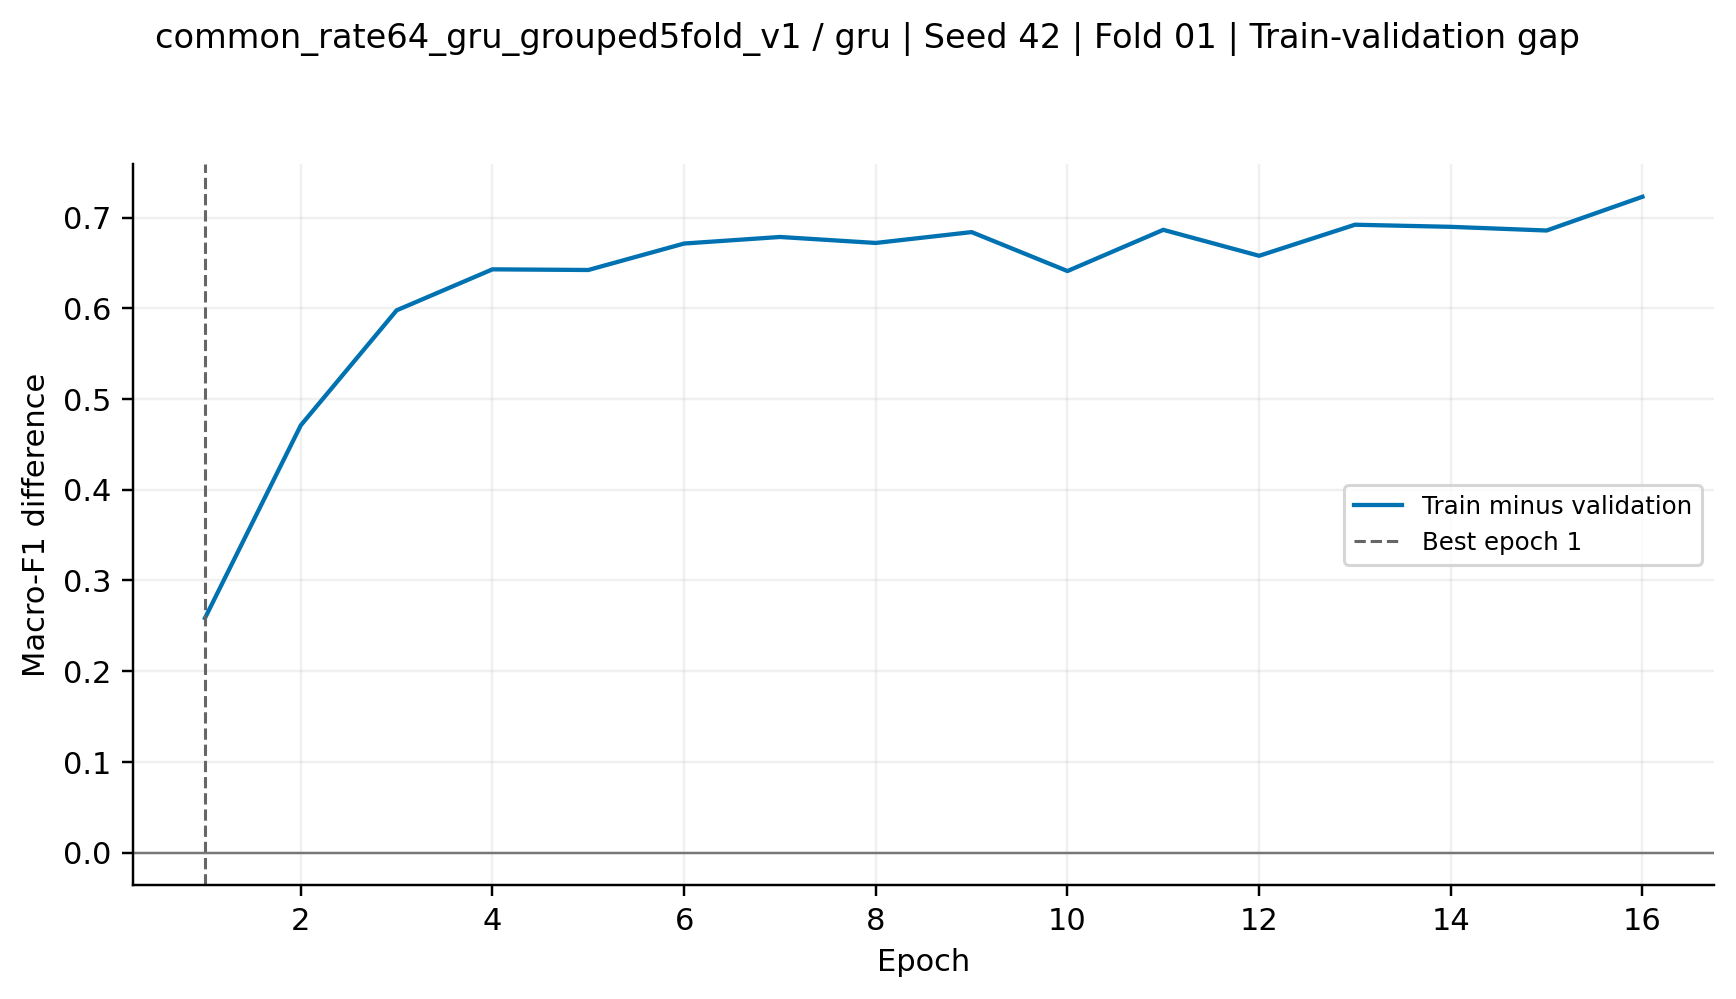 common_rate64_gru_grouped5fold_v1 / gru | Seed 42 | Fold 01 | Train-validation gap
Macro-F1 difference
0.7
0.6
0.5
0.4
0.3
0.2
0.1
0.0
Train minus validation
Best epoch 1
2 4 6 8 10 12 14 16
Epoch